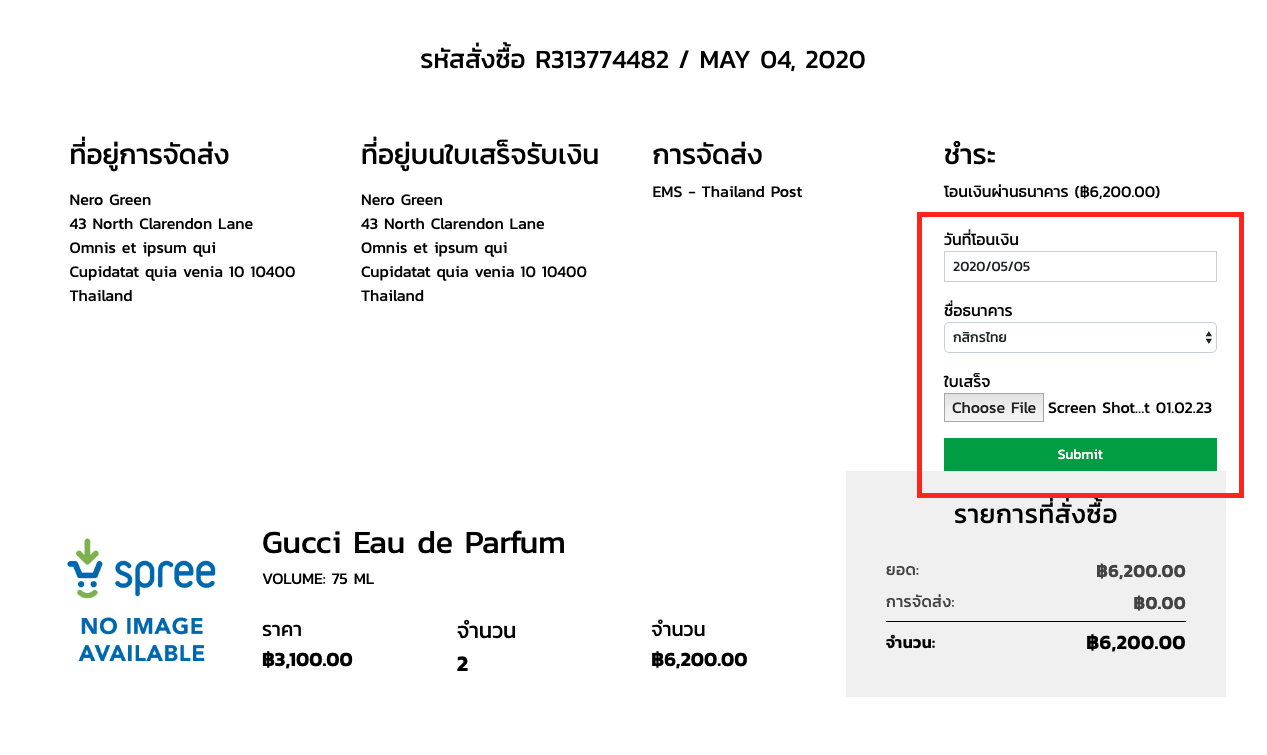 รหัสสั่งซื้อ R313774482 / MAY 04, 2020
ที่อยู่การจัดส่ง
Nero Green
43 North Clarendon Lane
Omnis et ipsum qui
Cupidatat quia venia 10 10400
Thailand
ที่อยู่บนใบเสร็จรับเงิน
Nero Green
43 North Clarendon Lane
Omnis et ipsum qui
Cupidatat quia venia 10 10400
Thailand
การจัดส่ง
EMS - Thailand Post
ชำระ
โอนเงินผ่านธนาคาร (฿6,200.00)
วันที่โอนเงิน
2020/05/05
ชื่อธนาคาร
กสิกรไทย
ใบเสร็จ
Choose File Screen Shot...t 01.02.23
Submit
spree
NO IMAGE
AVAILABLE
Gucci Eau de Parfum
VOLUME: 75 ML
ราคา
฿3,100.00
จำนวน
2
จำนวน
฿6,200.00
รายการที่สั่งซื้อ
ยอด: ฿6,200.00
การจัดส่ง: ฿0.00
จำนวน: ฿6,200.00